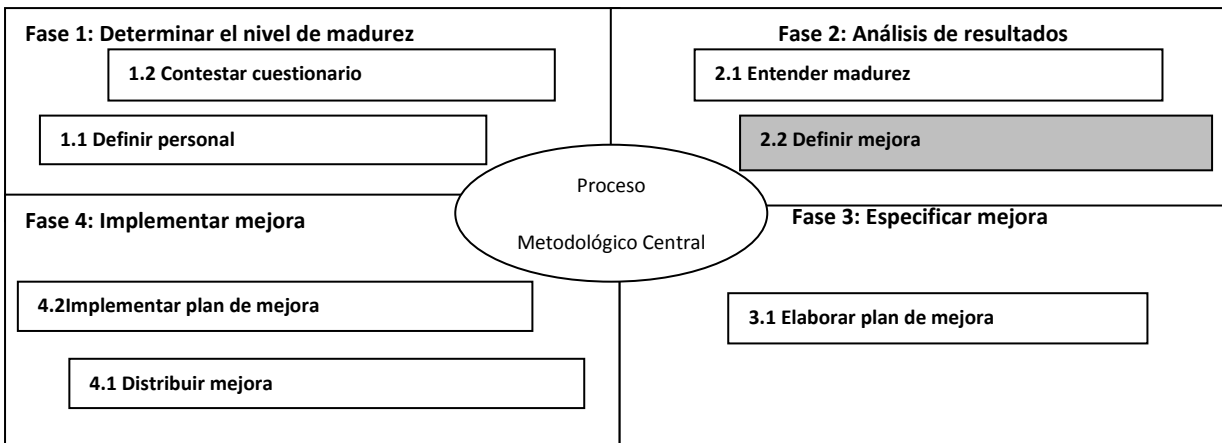 Fase 1: Determinar el nivel de madurez
1.2 Contestar cuestionario
1.1 Definir personal
Fase 2: Análisis de resultados
2.1 Entender madurez
2.2 Definir mejora
Proceso
Metodológico Central
Fase 4: Implementar mejora
4.2Implementar plan de mejora
4.1 Distribuir mejora
Fase 3: Especificar mejora
3.1 Elaborar plan de mejora